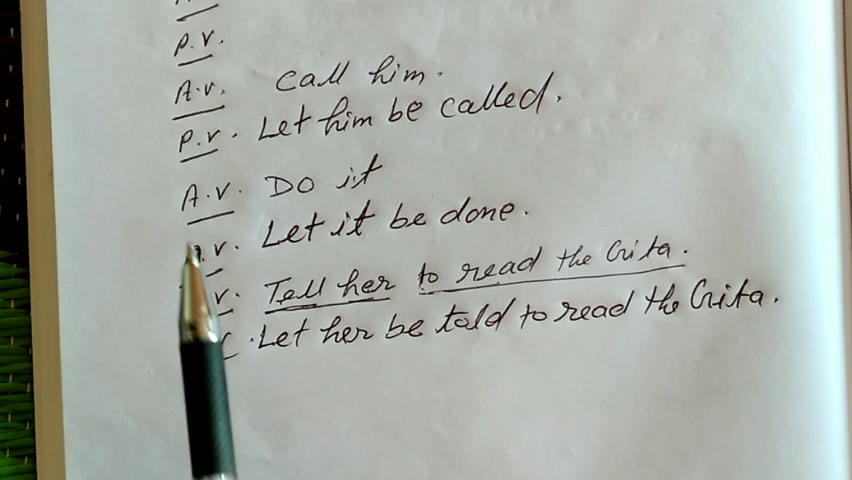 P.V.
A.V. Call him.
P.V. Let him be called.
A.V. Do it
.V. Let it be done.
V. Tell her to read the Gita.
. Let her be told to read the Gita.